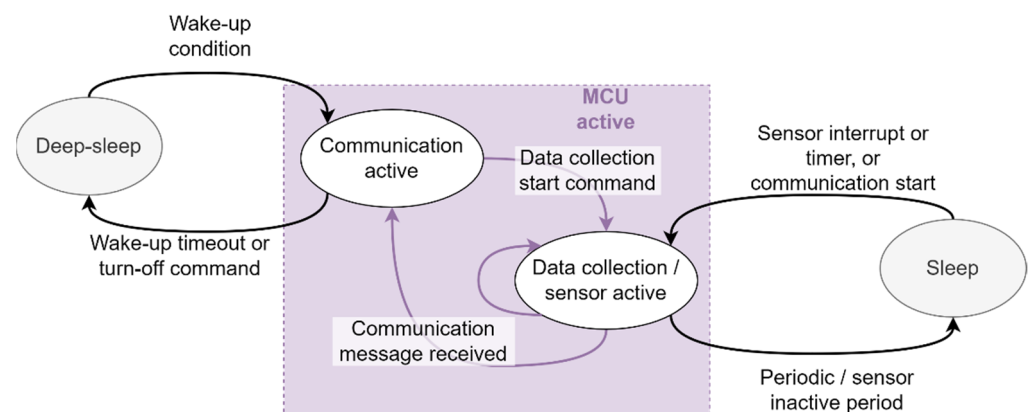 Wake-up
condition
MCU
active
Deep-sleep
Communication
active
Data collection
start command
Sensor interrupt or
timer, or
communication start
Wake-up timeout or
turn-off command
Data collection /
sensor active
Sleep
Communication
message received
Periodic / sensor
inactive period